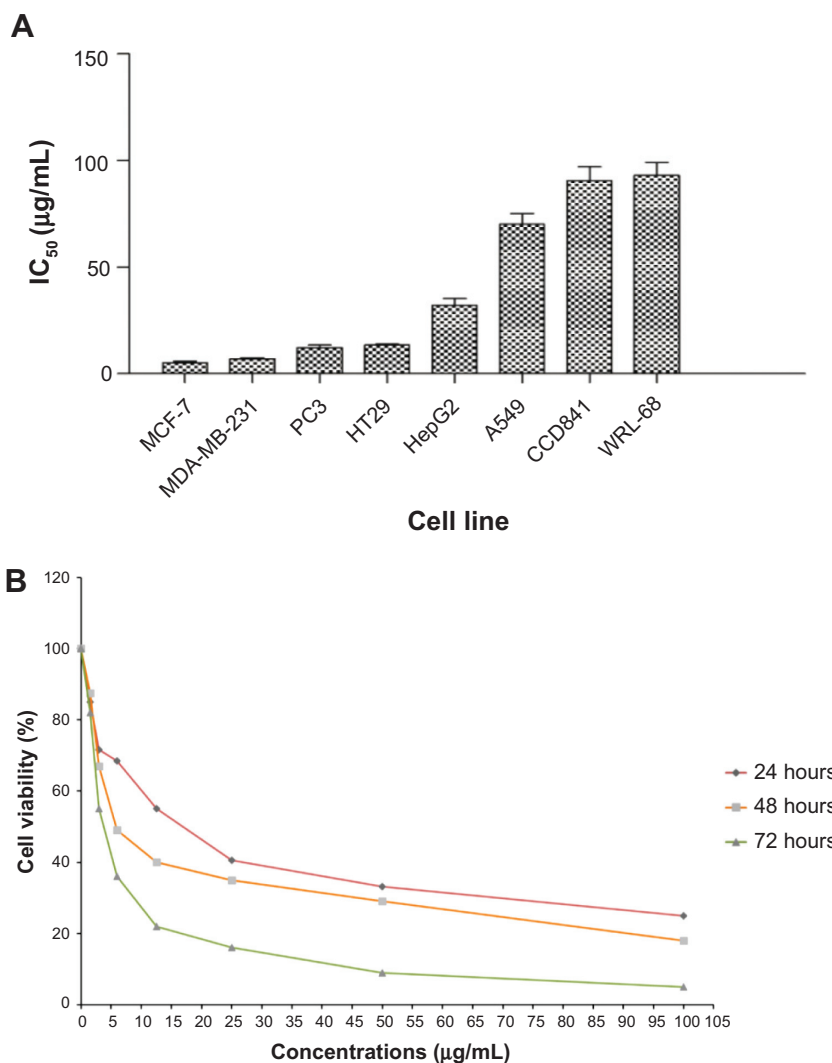 A
IC50 (µg/mL)
150
100
50
0
MCF-7
MDA-MB-231
PC3
HT29
HepG2
A549
CCD841
WRL-68
Cell line
B
Cell viability (%)
120
100
80
60
40
20
0
0 5 10 15 20 25 30 35 40 45 50 55 60 65 70 75 80 85 90 95 100 105
Concentrations (µg/mL)
24 hours
48 hours
72 hours